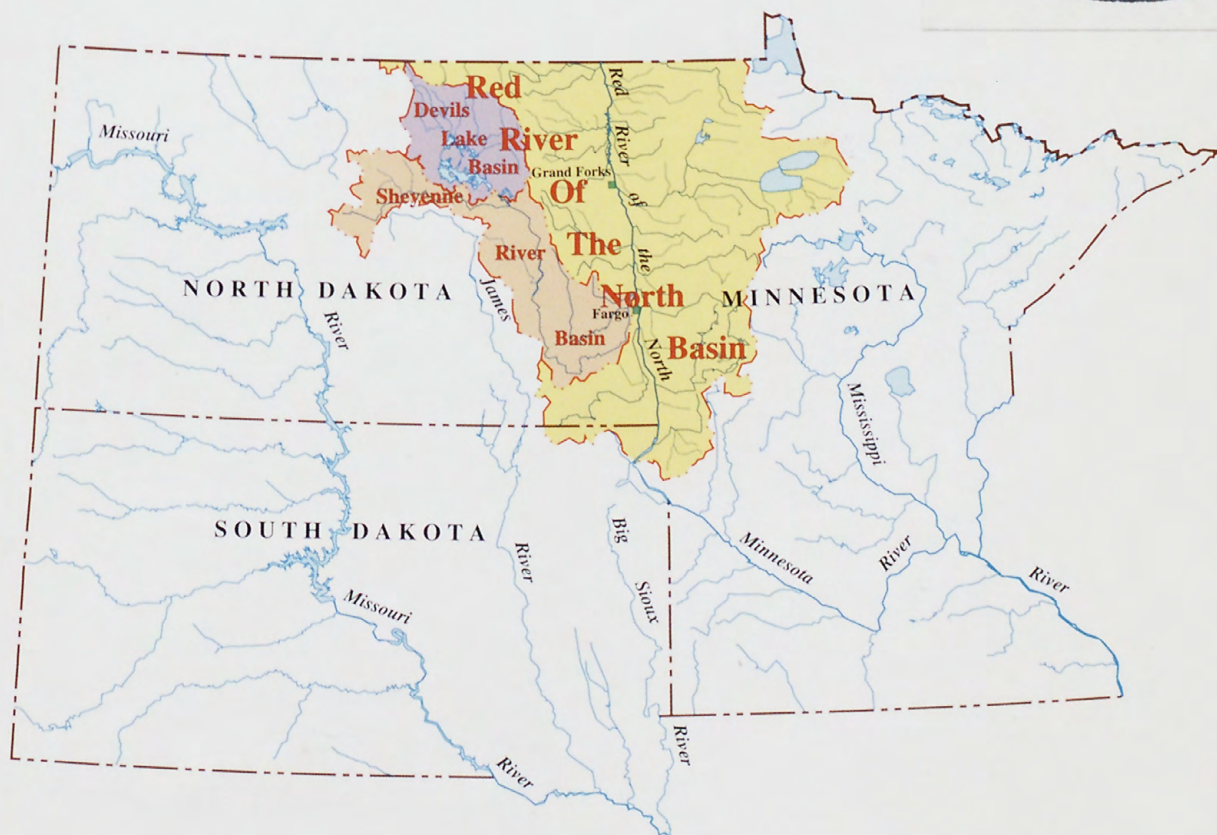 Red
Devils
Lake
Basin
River
Of
The
North
Basin
Red River of the North
Grand Forks
Fargo
Sheyenne
River
Basin
Missouri
River
NORTH DAKOTA
James
River
MINNESOTA
Mississippi
River
SOUTH DAKOTA
Missouri
River
Big
Sioux
River
Minnesota
River